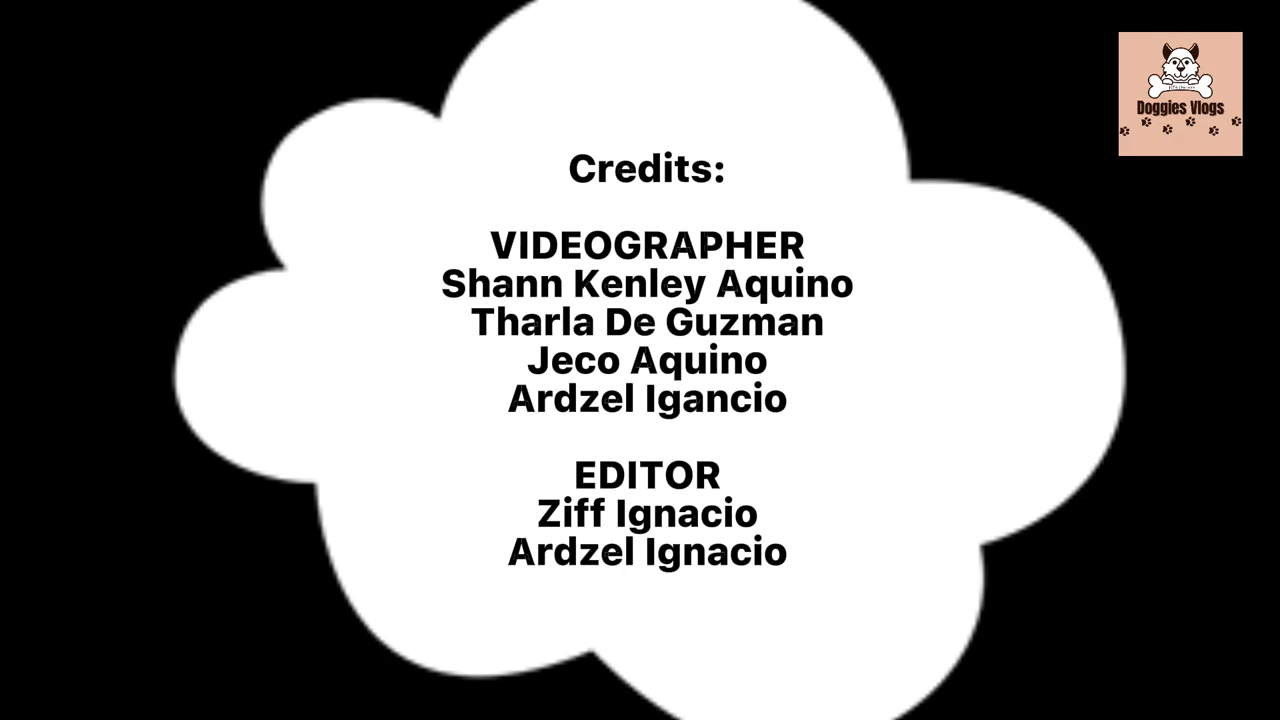 Credits:
VIDEOGRAPHER
Shann Kenley Aquino
Tharla De Guzman
Jeco Aquino
Ardzel Igancio
EDITOR
Ziff Ignacio
Ardzel Ignacio
Doggies Vlogs